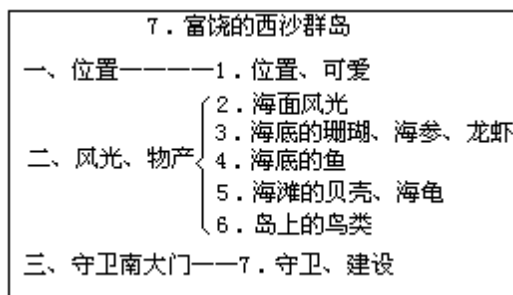 7．富饶的西沙群岛
一、位置————1．位置、可爱
2．海面风光
3．海底的珊瑚、海参、龙虾
二、风光、物产
4．海底的鱼
5．海滩的贝壳、海龟
6．岛上的鸟类
三、守卫南大门——7．守卫、建设